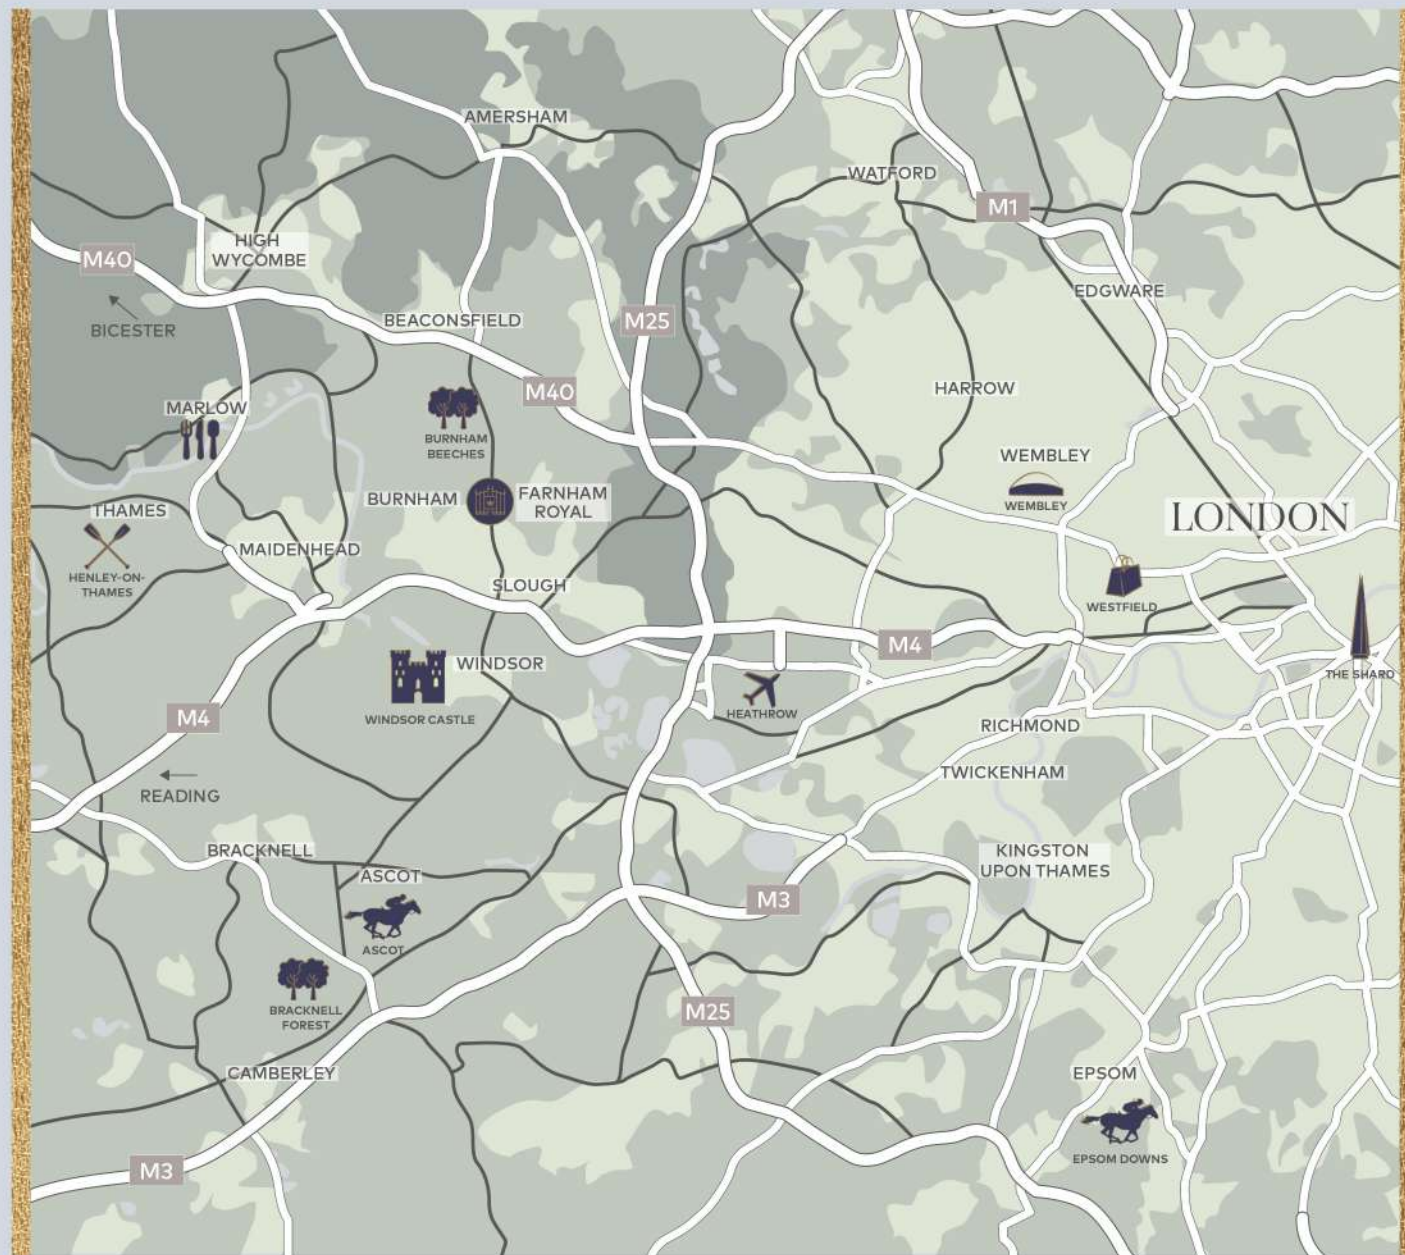 AMERSHAM
WATFORD
M1
HIGH
WYCOMBE
M40
EDGWARE
BICESTER
BEACONSFIELD
M25
M40
HARROW
MARLOW
BURNHAM
BEECHES
WEMBLEY
WEMBLEY
BURNHAM
FARNHAM
ROYAL
THAMES
LONDON
MAIDENHEAD
HENLEY-ON-
THAMES
SLOUGH
WESTFIELD
M4
WINDSOR
THE SHARD
WINDSOR CASTLE
HEATHROW
M4
RICHMOND
TWICKENHAM
READING
BRACKNELL
KINGSTON
UPON THAMES
ASCOT
M3
ASCOT
BRACKNELL
FOREST
M25
CAMBERLEY
EPSOM
EPSOM DOWNS
M3